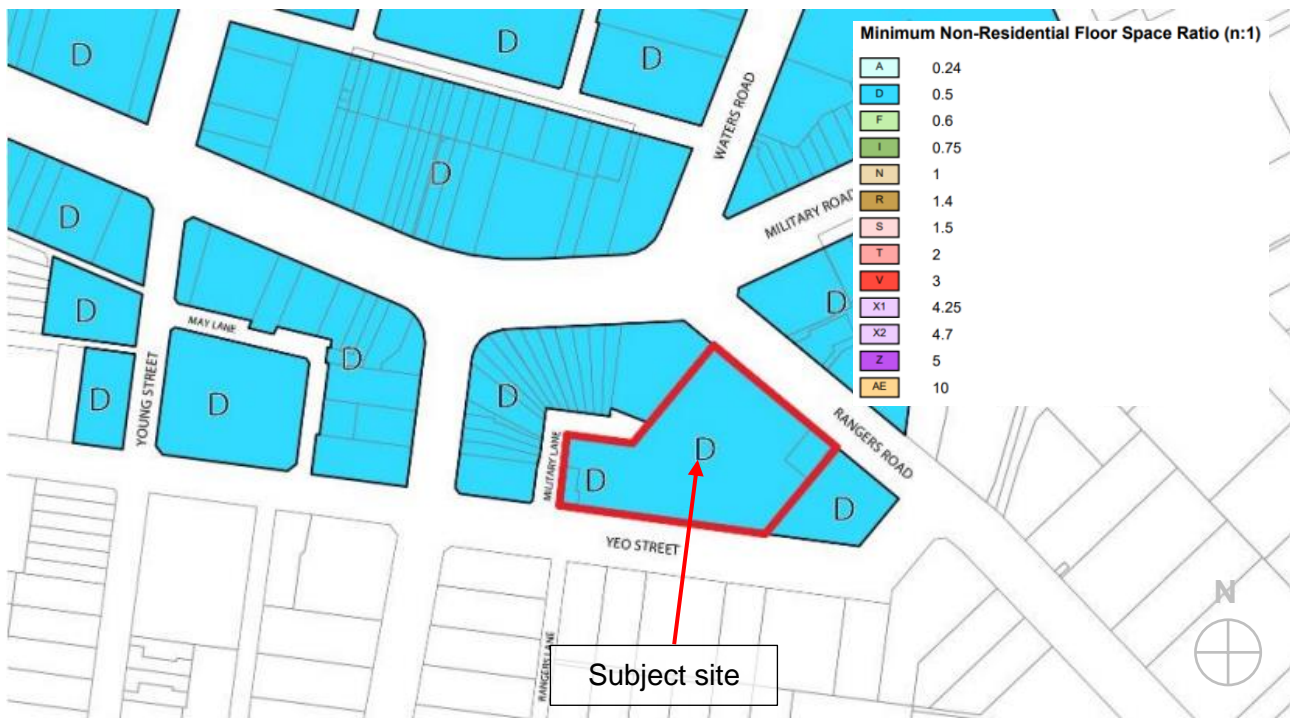 Minimum Non-Residential Floor Space Ratio (n:1)
A 0.24
D 0.5
F 0.6
I 0.75
N 1
R 1.4
S 1.5
T 2
V 3
X1 4.25
X2 4.7
Z 5
AE 10
D
D
D
D
WATERS ROAD
D
MILITARY ROAD
D
D
D
MAY LANE
D
D
D
D
YOUNG STREET
D
D
RANGERS ROAD
MILITARY LANE
D
D
YEO STREET
RANGERS LANE
N
Subject site